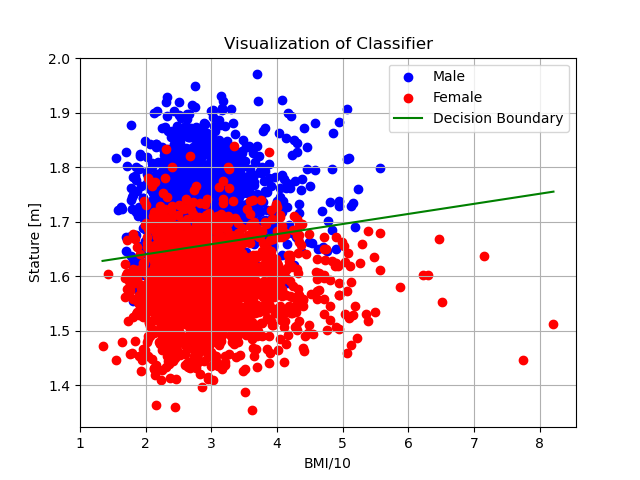 Visualization of Classifier
Male
Female
Decision Boundary
Stature [m]
2.0
1.9
1.8
1.7
1.6
1.5
1.4
1 2 3 4 5 6 7 8
BMI/10